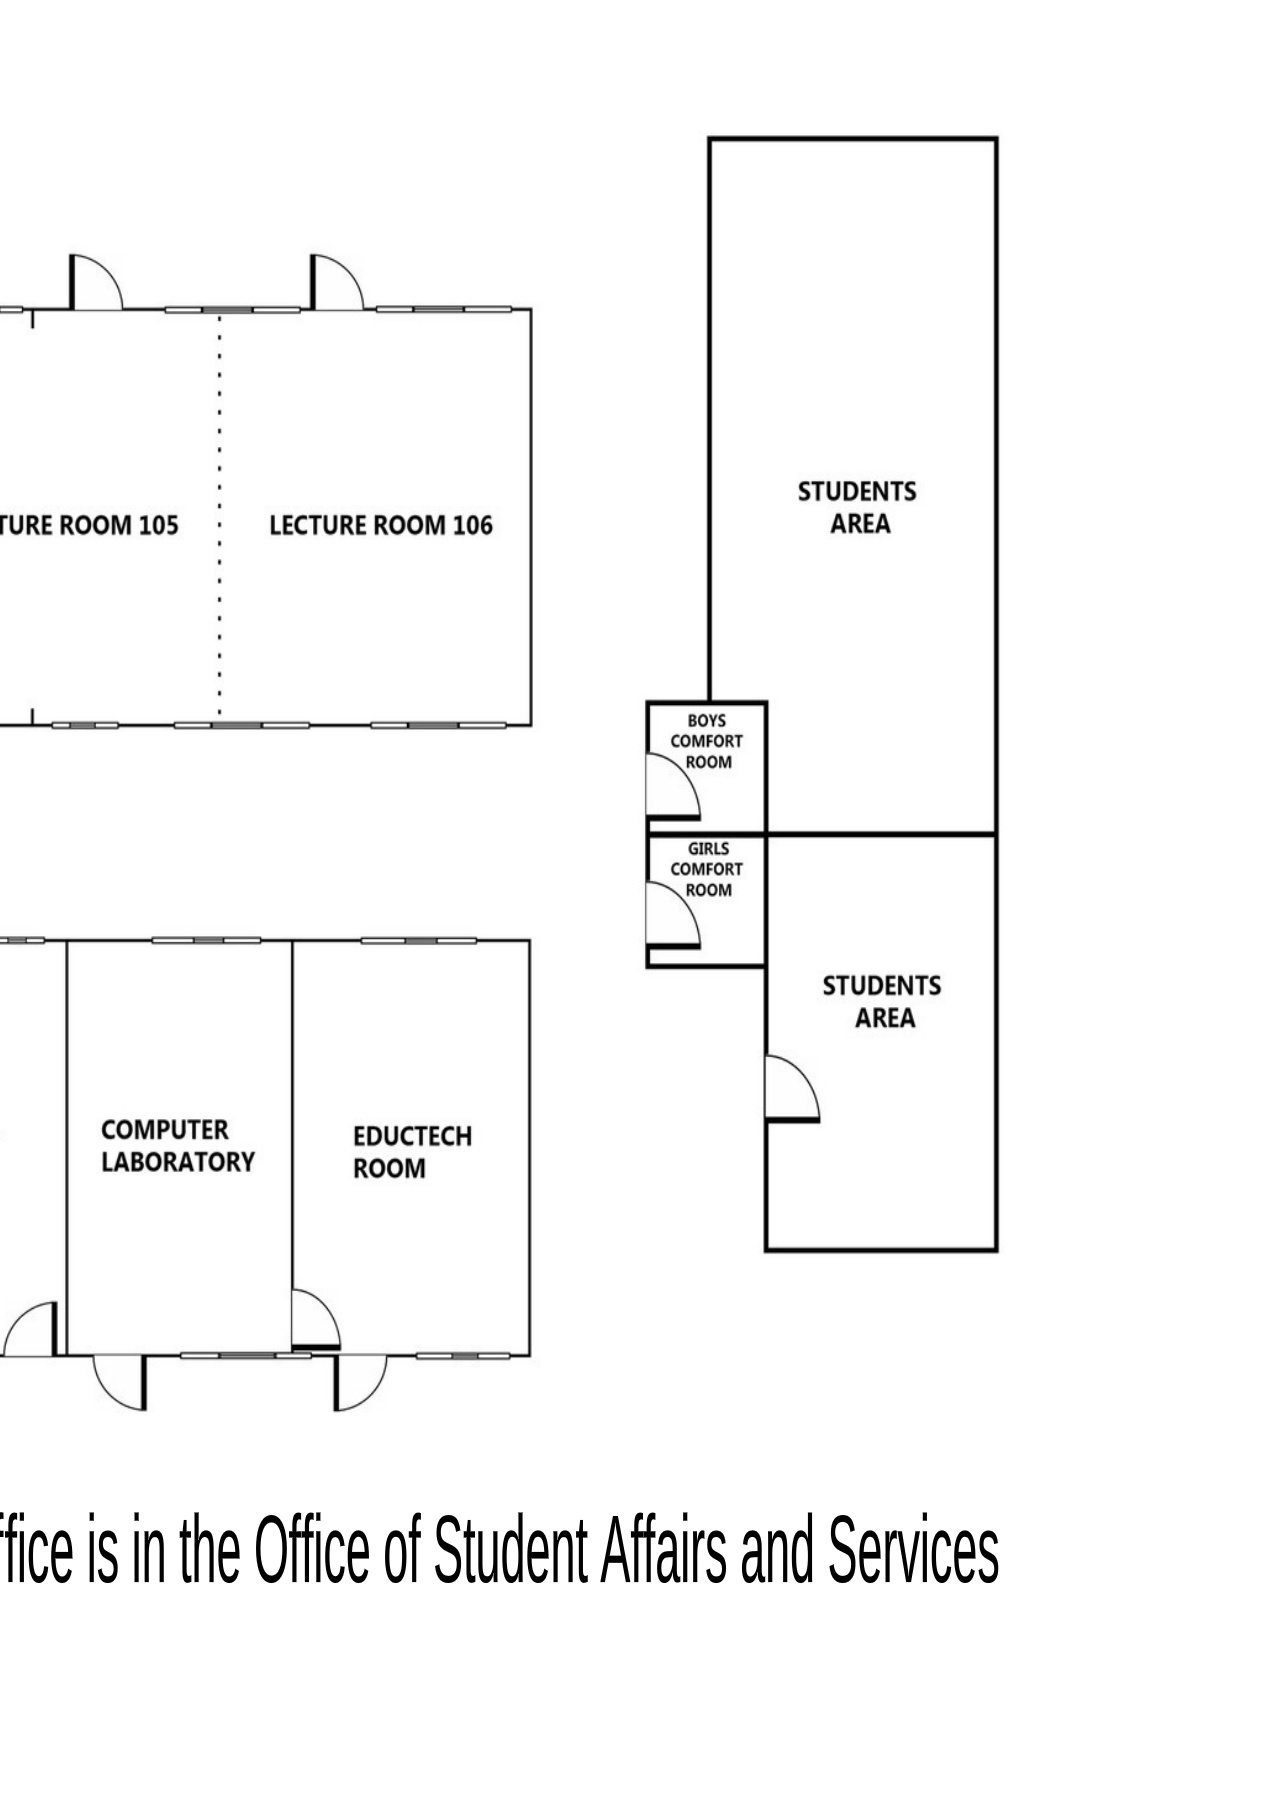 TURE ROOM 105
LECTURE ROOM 106
STUDENTS
AREA
BOYS
COMFORT
ROOM
GIRLS
COMFORT
ROOM
STUDENTS
AREA
COMPUTER
LABORATORY
EDUCTECH
ROOM
ffice is in the Office of Student Affairs and Services